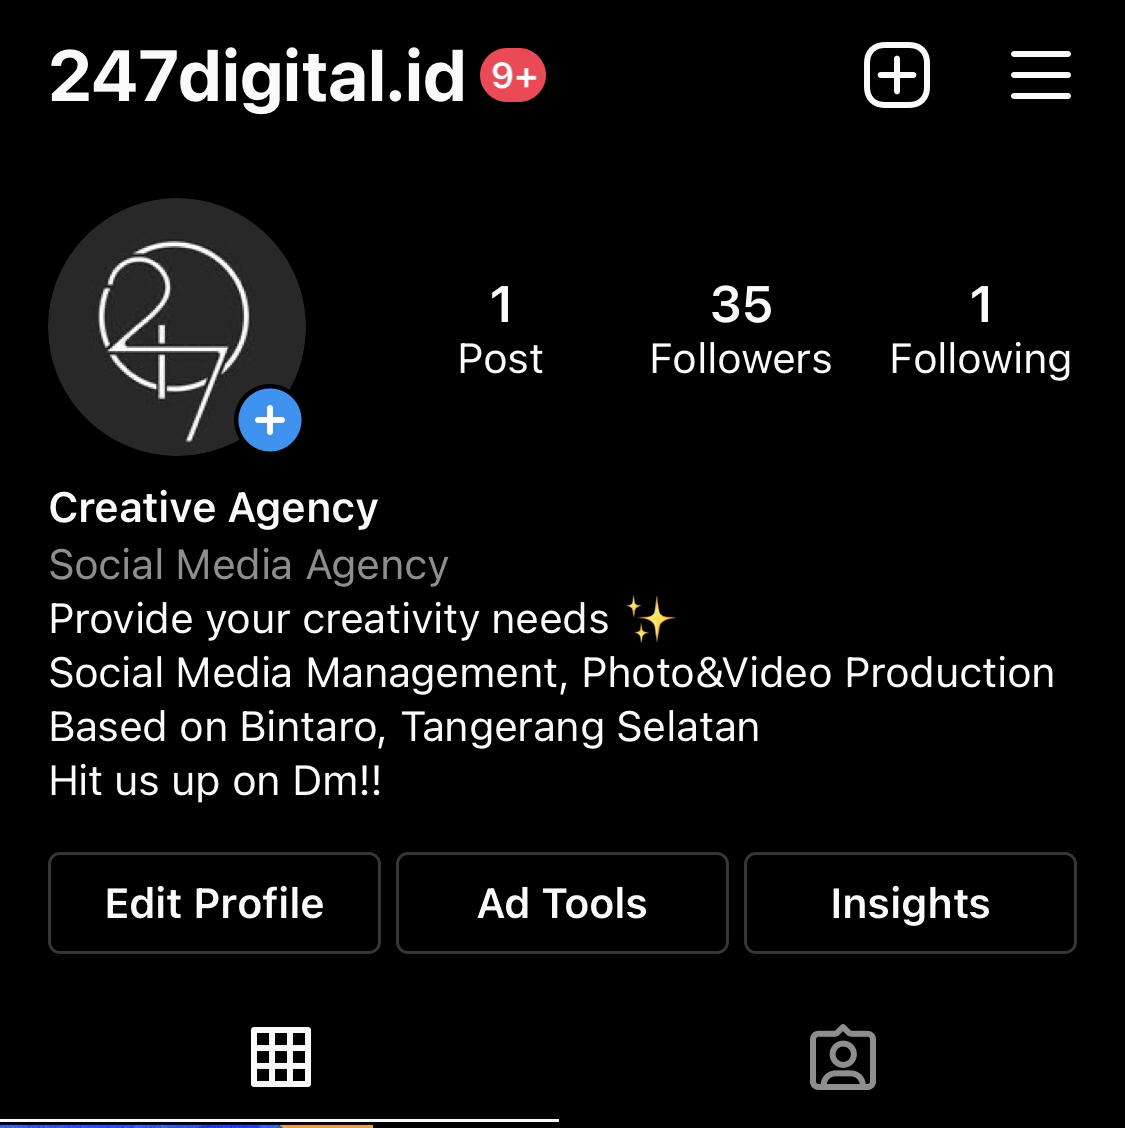 247digital.id 9+
247
1 35 1
Post Followers Following
Creative Agency
Social Media Agency
Provide your creativity needs ✨
Social Media Management, Photo&Video Production
Based on Bintaro, Tangerang Selatan
Hit us up on Dm!!
Edit Profile Ad Tools Insights